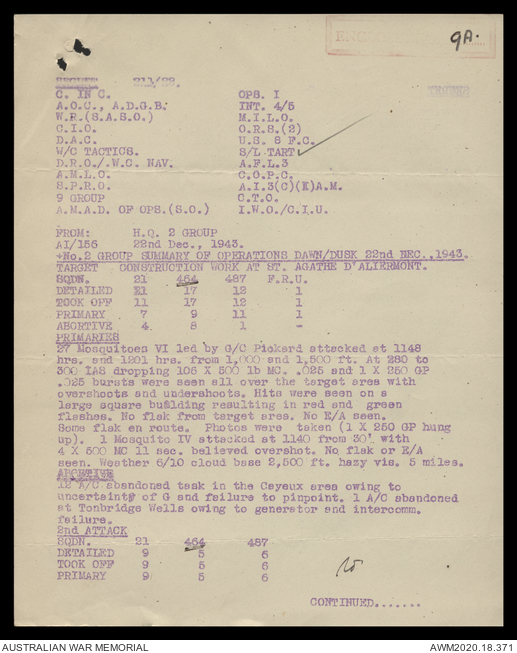 9A.
SECRET 211/88.
C. IN C. OPS. I
A.O.C., A.D.G.B. INT. 4/5
W.R.(S.A.S.O.) M.I.L.O.
C.I.O. O.R.S.(2)
D.A.C. U.S. 8 F.C.
W/C TACTICS. S/L TART
D.R.O./.W.C. NAV. A.F.L.3
A.M.L.C. C.O.P.C.
S.P.R.O. A.I.3(C)(E)A.M.
9 GROUP C.T.O.
A.M.A.D. OF OPS.(S.O.) I.W.O./C.I.U.
FROM: H.Q. 2 GROUP
AI/156 22nd Dec., 1943.
*No.2 GROUP SUMMARY OF OPERATIONS DAWN/DUSK 22nd NEC.,1943.
TARGET CONSTRUCTION WORK AT ST. AGATHE D'ALIERMONT.
SQDN. 21 464 487 F.R.U.
DETAILED 11 17 12 1
TOOK OFF 11 17 12 1
PRIMARY 7 9 11 1
ABORTIVE 4 8 1 -
PRIMARIES
27 Mosquitoes VI led by G/C Pickard attacked at 1148
hrs. and 1201 hrs. from 1,000 and 1,500 ft. At 280 to
300 IAS dropping 106 X 500 lb MC. .025 and 1 X 250 GP
.025 bursts were seen all over the target area with
overshoots and undershoots. Hits were seen on a
large square building resulting in red and green
flashes. No flak from target area. No E/A seen.
Some flak en route. Photos were taken (1 X 250 GP hung
up). 1 Mosquito IV attacked at 1140 from 30' with
4 X 500 MC 11 sec. believed overshot. No flak or E/A
seen. Weather 6/10 cloud base 2,500 ft. hazy vis. 5 miles.
ABORTIVE
12 A/C abandoned task in the Cayeux area owing to
uncertainty of G and failure to pinpoint. 1 A/C abandoned
at Tonbridge Wells owing to generator and intercomm.
failure.
2nd ATTACK
SQDN. 21 464 487
DETAILED 9 5 6
TOOK OFF 9 5 6
PRIMARY 9 5 6
CONTINUED.......
AUSTRALIAN WAR MEMORIAL AWM2020.18.371